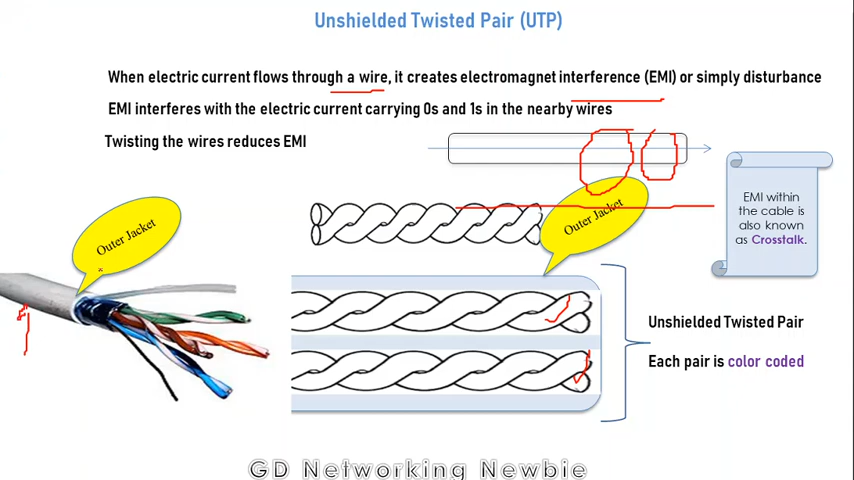 Unshielded Twisted Pair (UTP)
When electric current flows through a wire, it creates electromagnet interference (EMI) or simply disturbance
EMI interferes with the electric current carrying 0s and 1s in the nearby wires
Twisting the wires reduces EMI
EMI within
the cable is
also known
as Crosstalk.
Outer Jacket
Outer Jacket
Unshielded Twisted Pair
Each pair is color coded
GD Networking Newbie